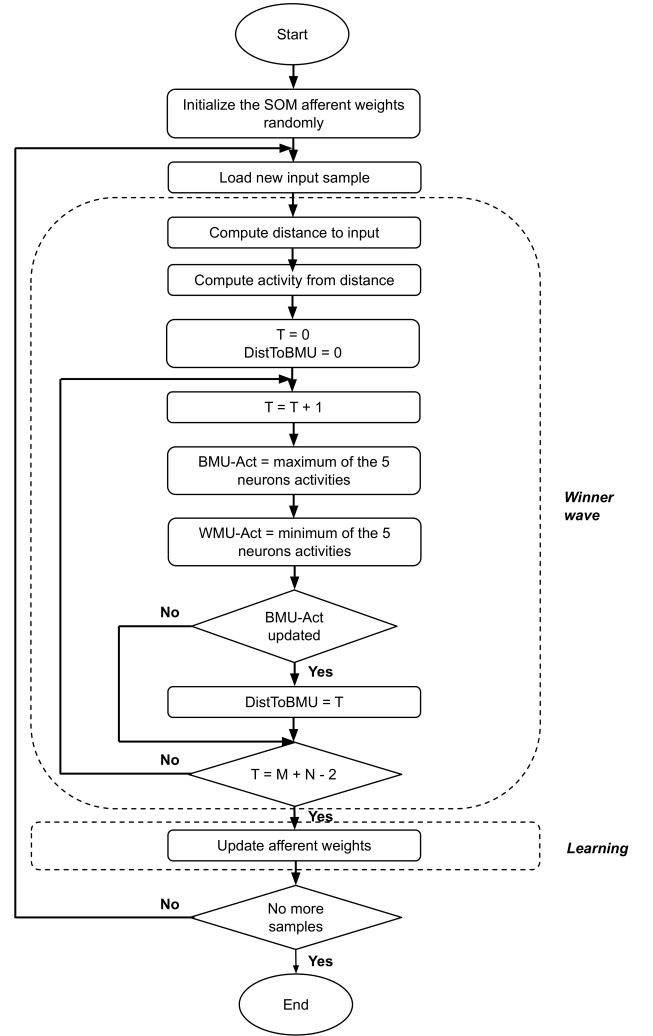 Start
Initialize the SOM afferent weights
randomly
Load new input sample
Compute distance to input
Compute activity from distance
T = 0
DistToBMU = 0
T = T + 1
BMU-Act = maximum of the 5
neurons activities
Winner
wave
WMU-Act = minimum of the 5
neurons activities
No
BMU-Act
updated
Yes
DistToBMU = T
No
T = M + N - 2
Yes
Update afferent weights
Learning
No
No more
samples
Yes
End